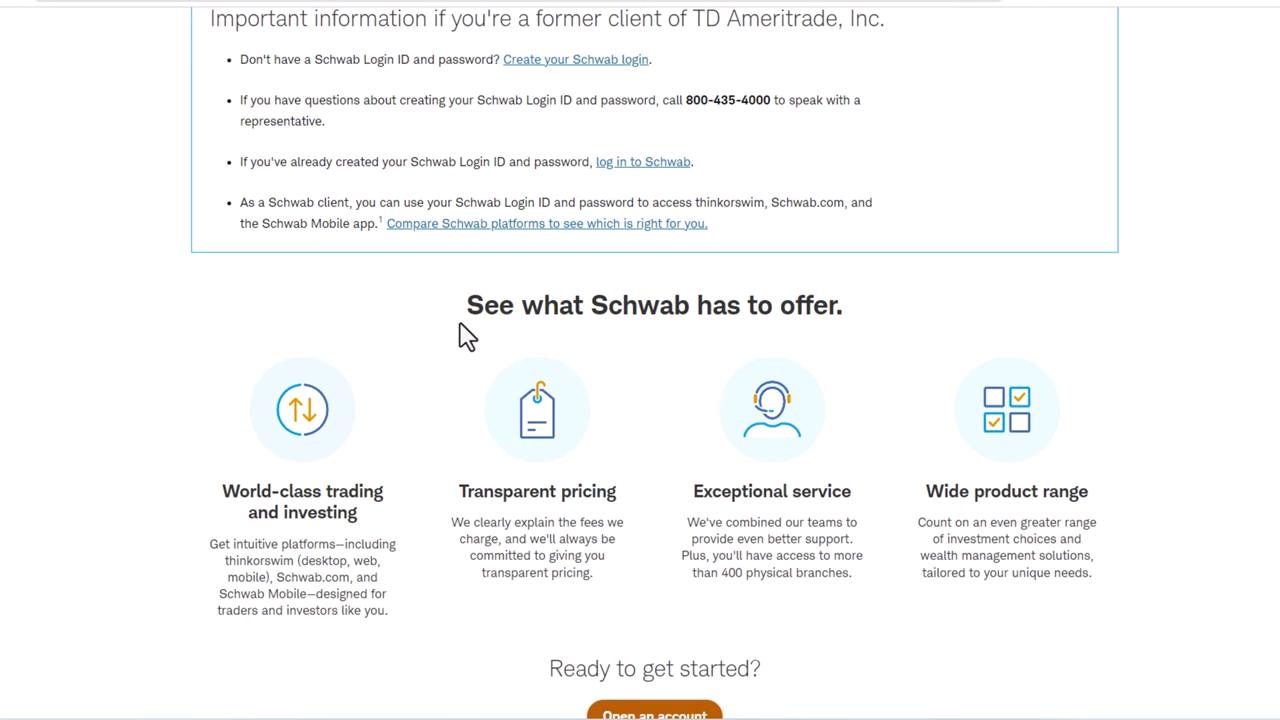 Important information if you're a former client of TD Ameritrade, Inc.
• Don't have a Schwab Login ID and password? Create your Schwab login.
• If you have questions about creating your Schwab Login ID and password, call 800-435-4000 to speak with a
representative.
• If you've already created your Schwab Login ID and password, log in to Schwab.
• As a Schwab client, you can use your Schwab Login ID and password to access thinkorswim, Schwab.com, and
the Schwab Mobile app.¹ Compare Schwab platforms to see which is right for you.
See what Schwab has to offer.
World-class trading
and investing
Get intuitive platforms—including
thinkorswim (desktop, web,
mobile), Schwab.com, and
Schwab Mobile—designed for
traders and investors like you.
Transparent pricing
We clearly explain the fees we
charge, and we'll always be
committed to giving you
transparent pricing.
Exceptional service
We've combined our teams to
provide even better support.
Plus, you'll have access to more
than 400 physical branches.
Wide product range
Count on an even greater range
of investment choices and
wealth management solutions,
tailored to your unique needs.
Ready to get started?
Open an account